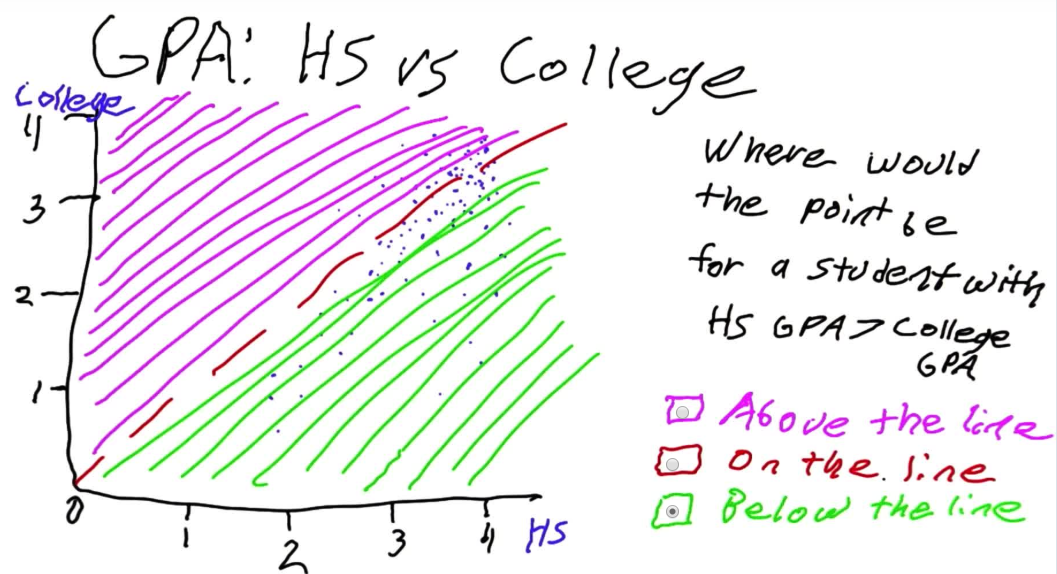 GPA: HS vs College
College
4
3
2
1
0
1
2
3
4
HS
Where would
the point be
for a student with
HS GPA > College
GPA
Above the line
On the line
Below the line